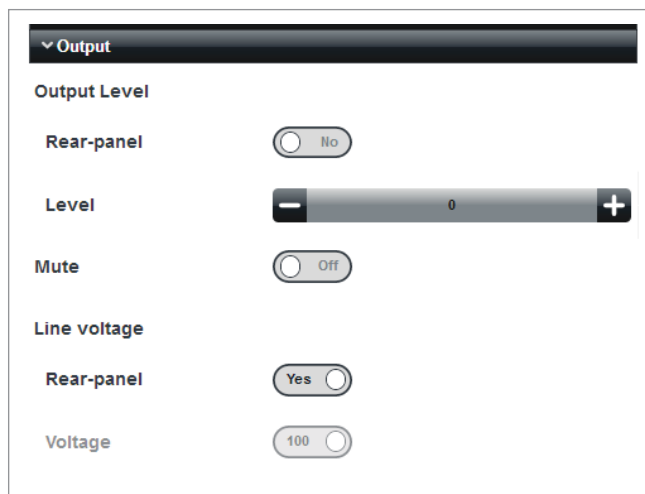 Output
Output Level
Rear-panel No
Level 0
Mute Off
Line voltage
Rear-panel Yes
Voltage 100